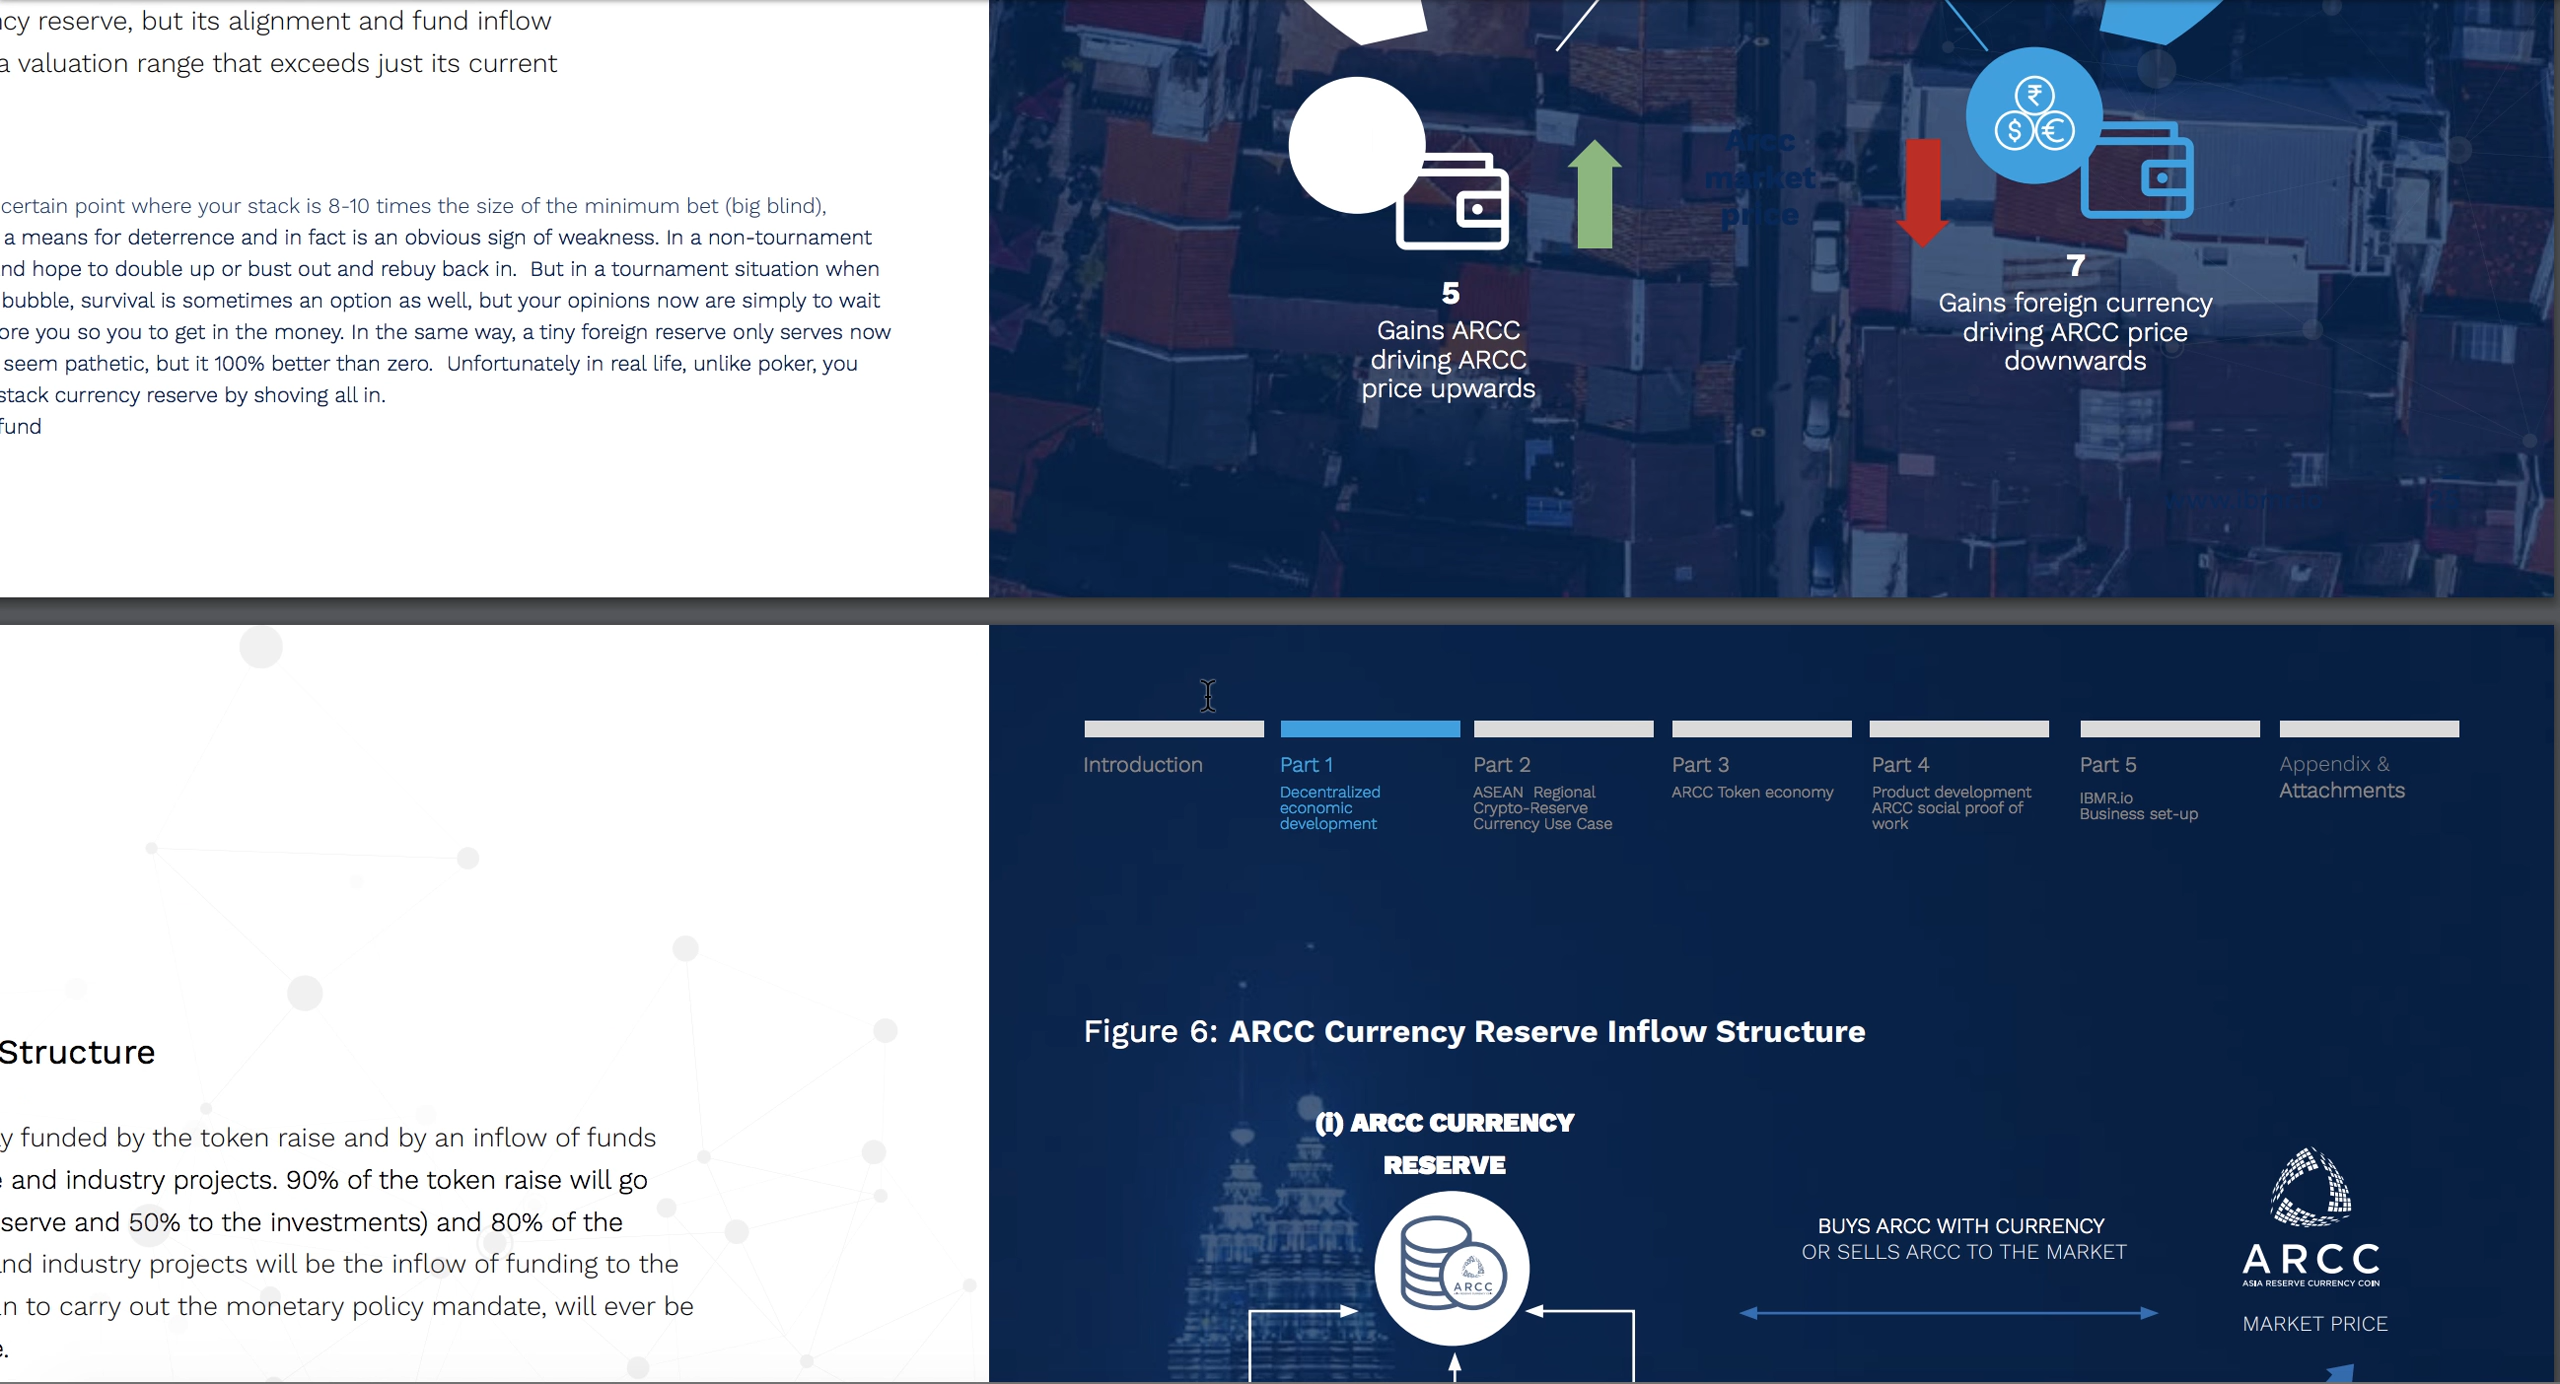 cy reserve, but its alignment and fund inflow
a valuation range that exceeds just its current
certain point where your stack is 8-10 times the size of the minimum bet (big blind),
a means for deterrence and in fact is an obvious sign of weakness. In a non-tournament
nd hope to double up or bust out and rebuy back in. But in a tournament situation when
bubble, survival is sometimes an option as well, but your opinions now are simply to wait
ore you so you to get in the money. In the same way, a tiny foreign reserve only serves now
seem pathetic, but it 100% better than zero. Unfortunately in real life, unlike poker, you
stack currency reserve by shoving all in.
fund
Arcc
market
price
5
Gains ARCC
driving ARCC
price upwards
7
Gains foreign currency
driving ARCC price
downwards
Structure
y funded by the token raise and by an inflow of funds
e and industry projects. 90% of the token raise will go
serve and 50% to the investments) and 80% of the
nd industry projects will be the inflow of funding to the
n to carry out the monetary policy mandate, will ever be
e.
Introduction
Part 1
Decentralized
economic
development
Part 2
ASEAN Regional
Crypto-Reserve
Currency Use Case
Part 3
ARCC Token economy
Part 4
Product development
ARCC social proof of
work
Part 5
IBMR.io
Business set-up
Appendix &
Attachments
Figure 6: ARCC Currency Reserve Inflow Structure
(i) ARCC CURRENCY
RESERVE
ARCC
BUYS ARCC WITH CURRENCY
OR SELLS ARCC TO THE MARKET
ARCC
ASIA RESERVE CURRENCY COIN
MARKET PRICE